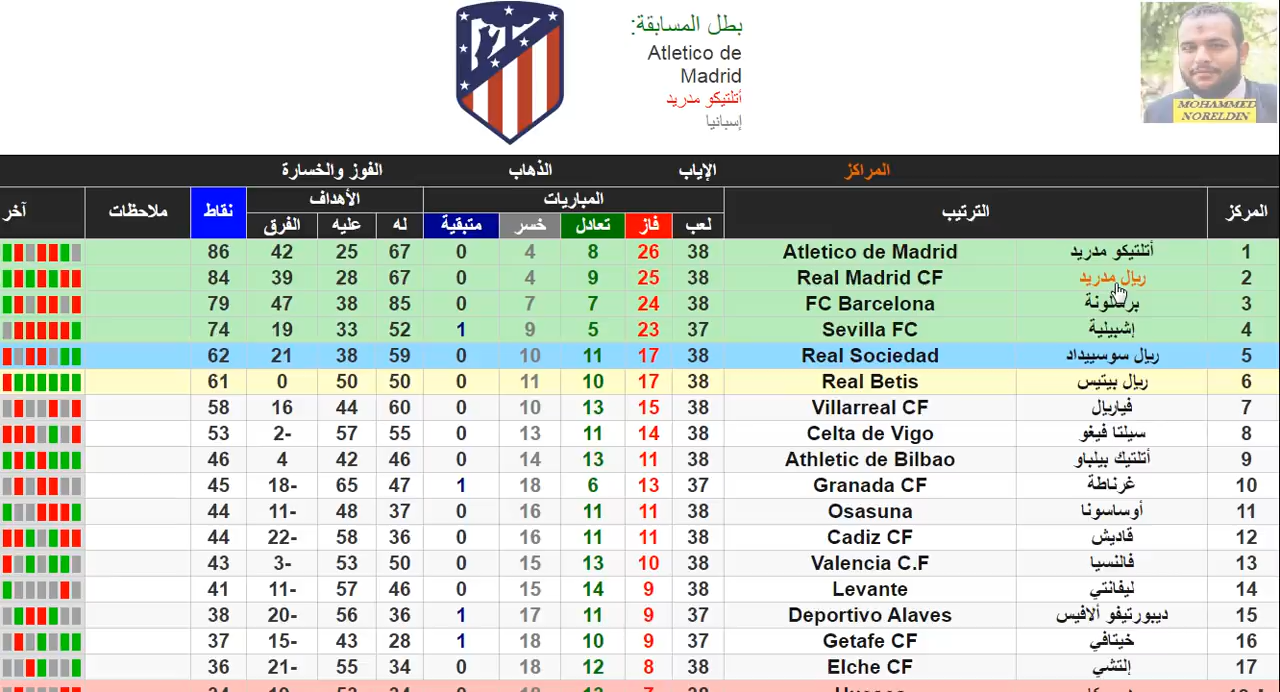 بطل المسابقة:
Atletico de
Madrid
أتلتيكو مدريد
إسبانيا
MOHAMMED
NORELDIN
المراكز الإياب الذهاب الفوز والخسارة
المركز الترتيب المباريات الأهداف نقاط ملاحظات آخر
لعب فاز تعادل خسر متبقية له عليه الفرق
1 أتلتيكو مدريد Atletico de Madrid 38 26 8 4 0 67 25 42 86
2 ريال مدريد Real Madrid CF 38 25 9 4 0 67 28 39 84
3 برشلونة FC Barcelona 38 24 7 7 0 85 38 47 79
4 إشبيلية Sevilla FC 37 23 5 9 1 52 33 19 74
5 ريال سوسييداد Real Sociedad 38 17 11 10 0 59 38 21 62
6 ريال بيتيس Real Betis 38 17 10 11 0 50 50 0 61
7 فياريال Villarreal CF 38 15 13 10 0 60 44 16 58
8 سيلتا فيغو Celta de Vigo 38 14 11 13 0 55 57 2- 53
9 أتلتيك بيلباو Athletic de Bilbao 38 11 13 14 0 46 42 4 46
10 غرناطة Granada CF 37 13 6 18 1 47 65 18- 45
11 أوساسونا Osasuna 38 11 11 16 0 37 48 11- 44
12 قاديش Cadiz CF 38 11 11 16 0 36 58 22- 44
13 فالنسيا Valencia C.F 38 10 13 15 0 50 53 3- 43
14 ليفانتي Levante 38 9 14 15 0 46 57 11- 41
15 ديبورتيفو ألافيس Deportivo Alaves 37 9 11 17 1 36 56 20- 38
16 خيتافي Getafe CF 37 9 10 18 1 28 43 15- 37
17 إلتشي Elche CF 38 8 12 18 0 34 55 21- 36